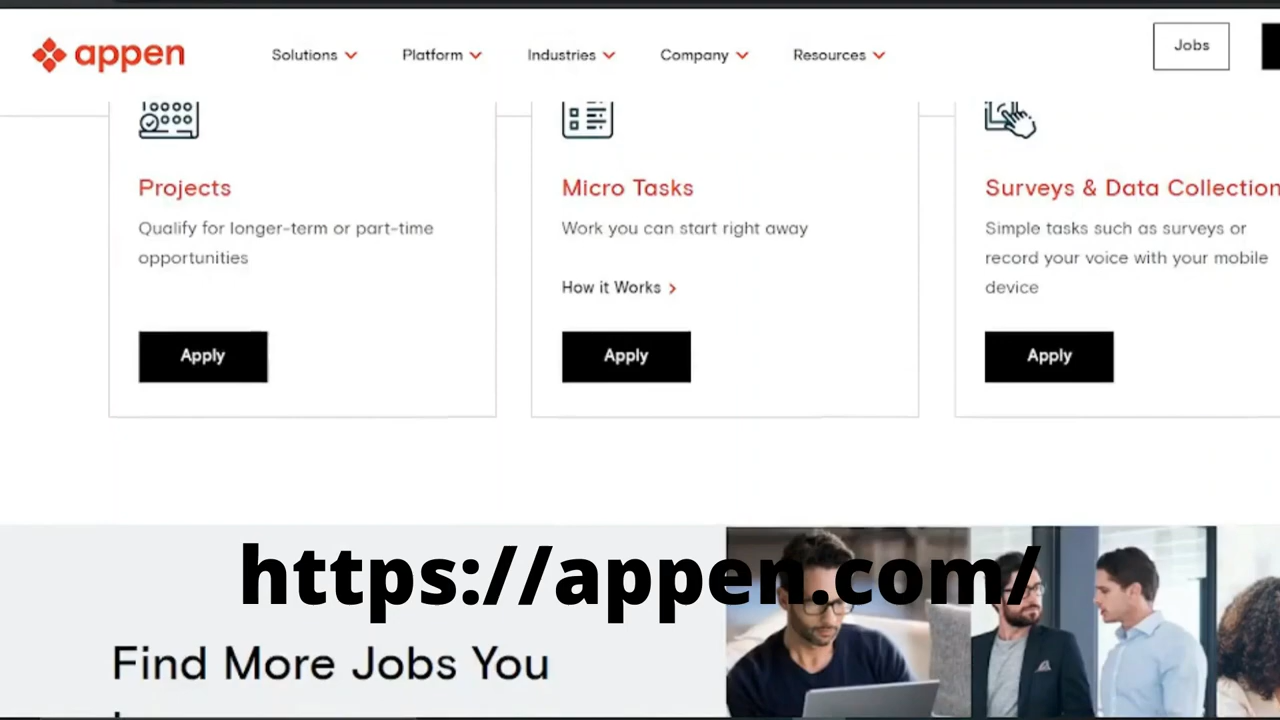 appen
Solutions
Platform
Industries
Company
Resources
Jobs
Projects
Qualify for longer-term or part-time
opportunities
Apply
Micro Tasks
Work you can start right away
How it Works
Apply
Surveys & Data Collection
Simple tasks such as surveys or
record your voice with your mobile
device
Apply
https://appen.com/
Find More Jobs You